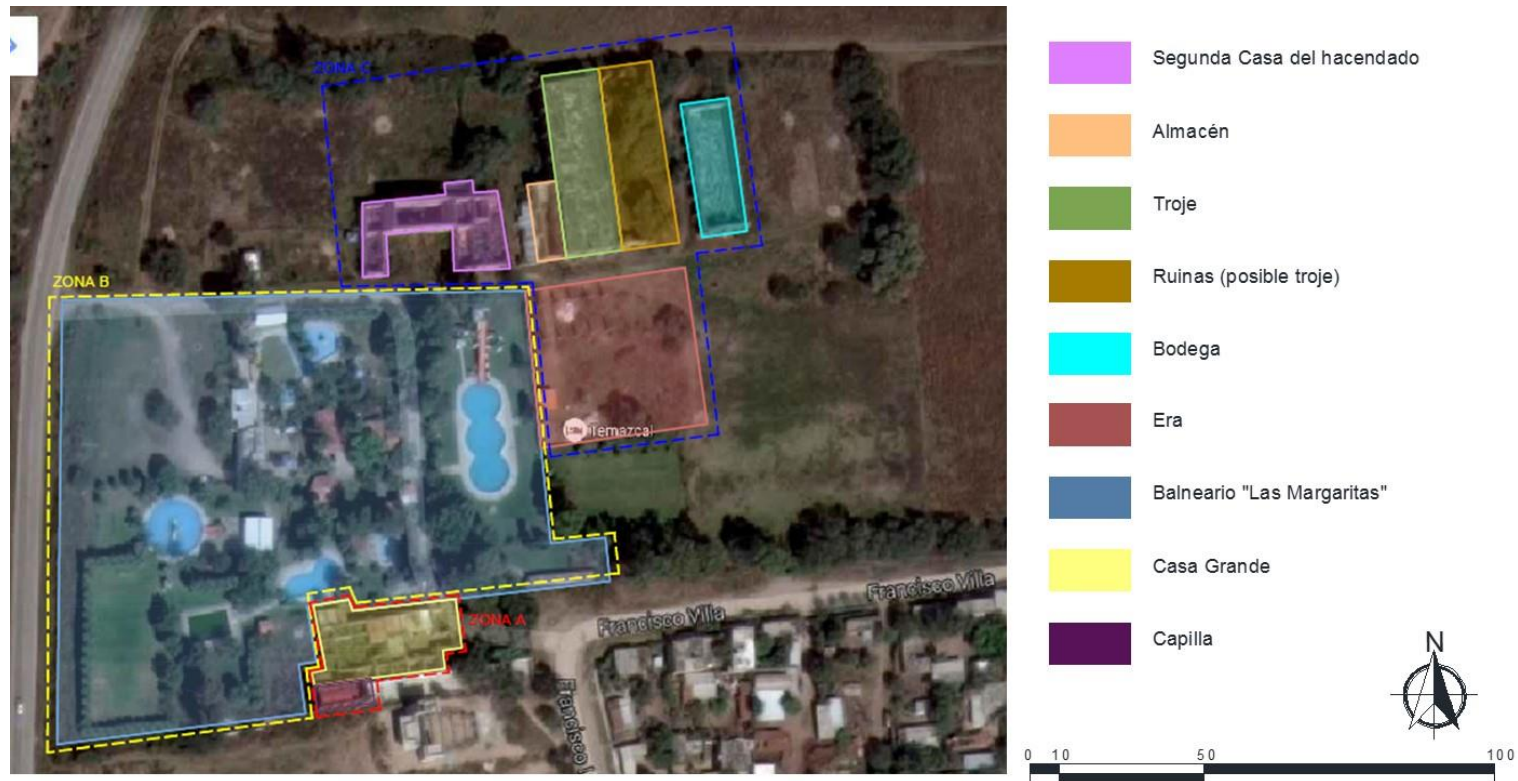 ZONA C
ZONA B
Temazcal
ZONA A
Francisco Villa
Francisco Villa
Francisco
Segunda Casa del hacendado
Almacén
Troje
Ruinas (posible troje)
Bodega
Era
Balneario "Las Margaritas"
Casa Grande
Capilla
N
0 10 50 100